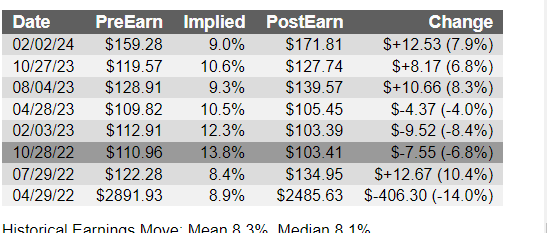 Date PreEarn Implied PostEarn Change
02/02/24 $159.28 9.0% $171.81 $+12.53 (7.9%)
10/27/23 $119.57 10.6% $127.74 $+8.17 (6.8%)
08/04/23 $128.91 9.3% $139.57 $+10.66 (8.3%)
04/28/23 $109.82 10.5% $105.45 $-4.37 (-4.0%)
02/03/23 $112.91 12.3% $103.39 $-9.52 (-8.4%)
10/28/22 $110.96 13.8% $103.41 $-7.55 (-6.8%)
07/29/22 $122.28 8.4% $134.95 $+12.67 (10.4%)
04/29/22 $2891.93 8.9% $2485.63 $-406.30 (-14.0%)
Historical Earnings Move: Mean 8.3%, Median 8.1%